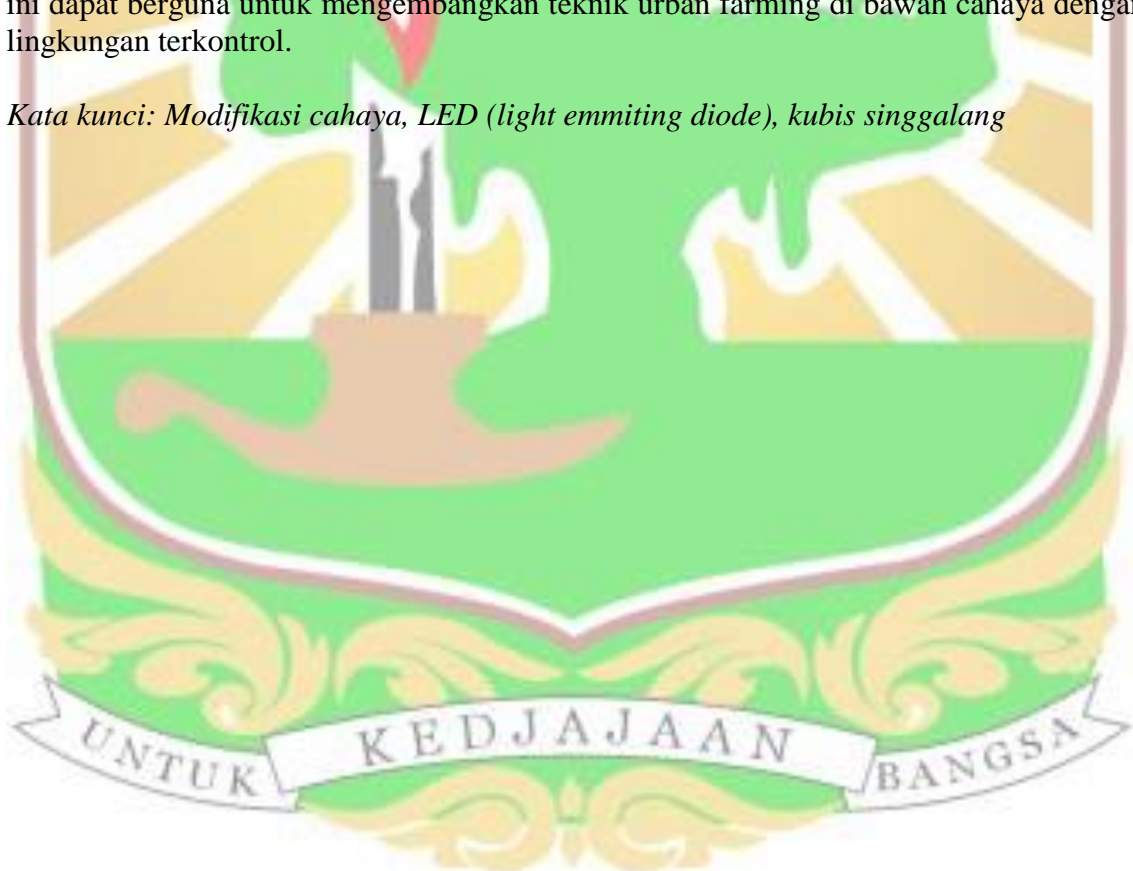 ini dapat berguna untuk mengembangkan teknik urban farming di bawah cahaya dengan
lingkungan terkontrol.
Kata kunci: Modifikasi cahaya, LED (light emmiting diode), kubis singgalang
UNTUK KEDJAJAAN BANGSA